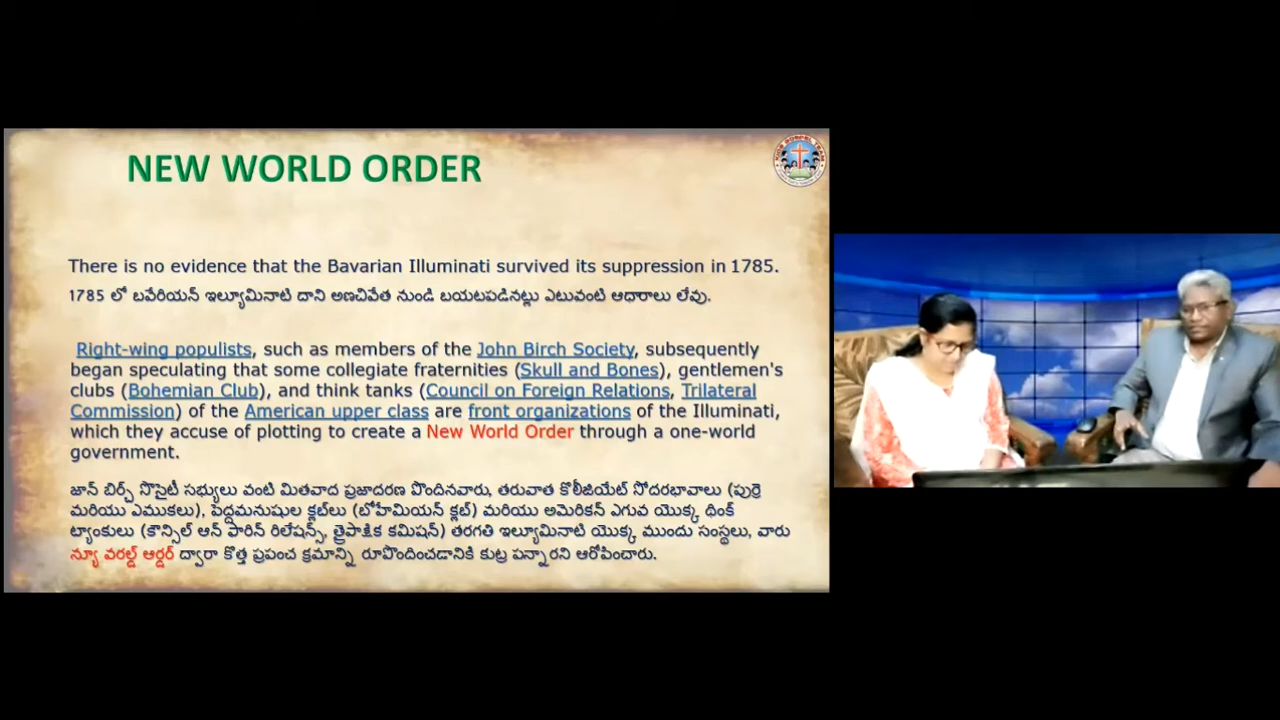 NEW WORLD ORDER
There is no evidence that the Bavarian Illuminati survived its suppression in 1785.
1785 లో బవేరియన్ ఇల్యూమినాటి దాని అణచివేత నుండి బయటపడినట్లు ఎటువంటి ఆధారాలు లేవు.
Right-wing populists, such as members of the John Birch Society, subsequently
began speculating that some collegiate fraternities (Skull and Bones), gentlemen's
clubs (Bohemian Club), and think tanks (Council on Foreign Relations, Trilateral
Commission) of the American upper class are front organizations of the Illuminati,
which they accuse of plotting to create a New World Order through a one-world
government.
జాన్ బిర్చ్ సొసైటీ సభ్యులు వంటి మితవాద ప్రజాదరణ పొందినవారు, తరువాత కొలీజియేట్ సోదరభావాలు (పుర్రె
మరియు ఎముకలు), పెద్దమనుషుల క్లబ్‌లు (బోహేమియన్ క్లబ్) మరియు అమెరికన్ ఎగువ యొక్క థింక్
ట్యాంకులు (కౌన్సిల్ ఆన్ ఫారిన్ రిలేషన్స్, త్రైపాక్షిక కమిషన్) తరగతి ఇల్యూమినాటి యొక్క ముందు సంస్థలు, వారు
న్యూ వరల్డ్ ఆర్డర్ ద్వారా కొత్త ప్రపంచ క్రమాన్ని రూపొందించడానికి కుట్ర పన్నారని ఆరోపించారు.